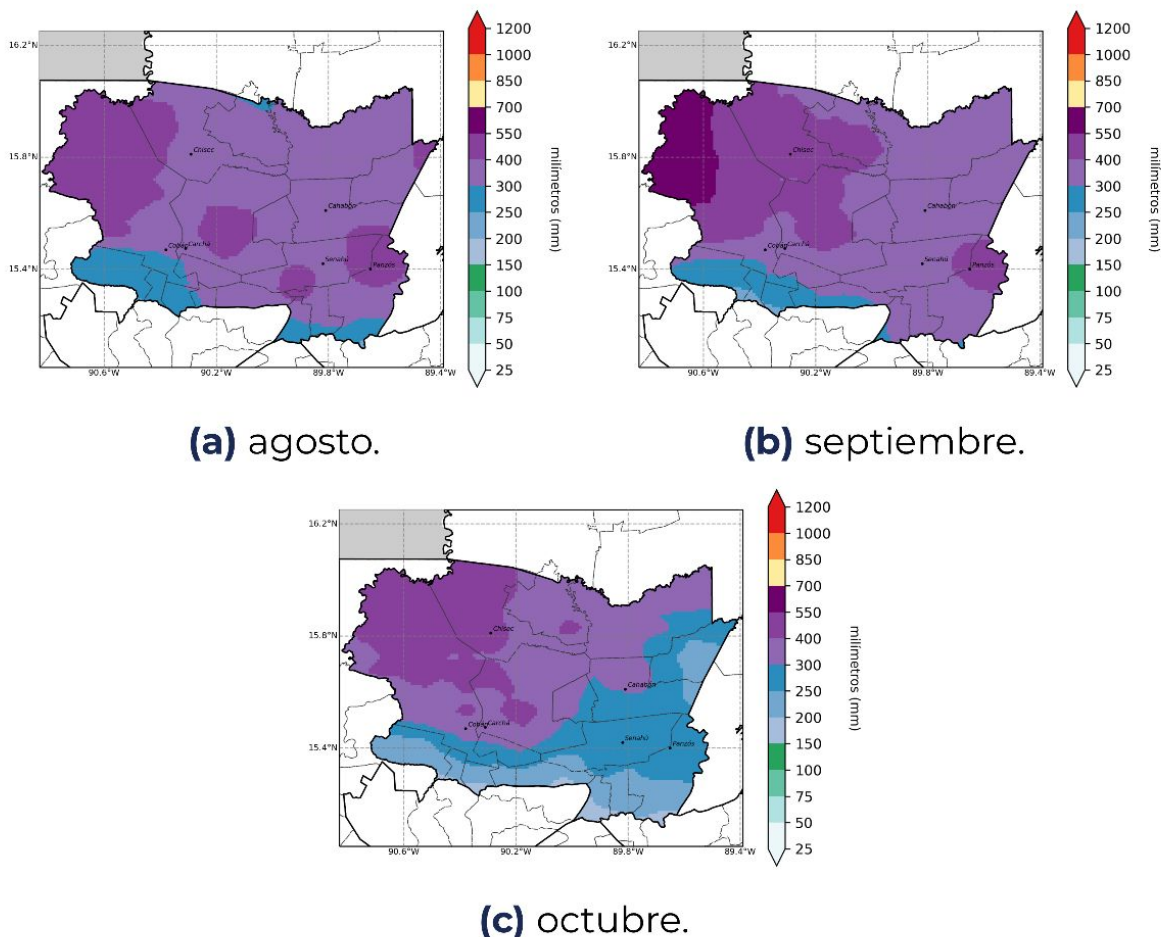 16.2°N
15.8°N
15.4°N
90.6°W 90.2°W 89.8°W 89.4°W
Chisec
Cahabón
Cobán Carchá
Senahú
Panzós
1200
1000
850
700
550
400
300
250
200
150
100
75
50
25
milímetros (mm)
(a) agosto.
16.2°N
15.8°N
15.4°N
90.6°W 90.2°W 89.8°W 89.4°W
Chisec
Cahabón
Cobán Carchá
Senahú
Panzós
1200
1000
850
700
550
400
300
250
200
150
100
75
50
25
milímetros (mm)
(b) septiembre.
16.2°N
15.8°N
15.4°N
90.6°W 90.2°W 89.8°W 89.4°W
Chisec
Cahabón
Cobán Carchá
Senahú
Panzós
1200
1000
850
700
550
400
300
250
200
150
100
75
50
25
milímetros (mm)
(c) octubre.